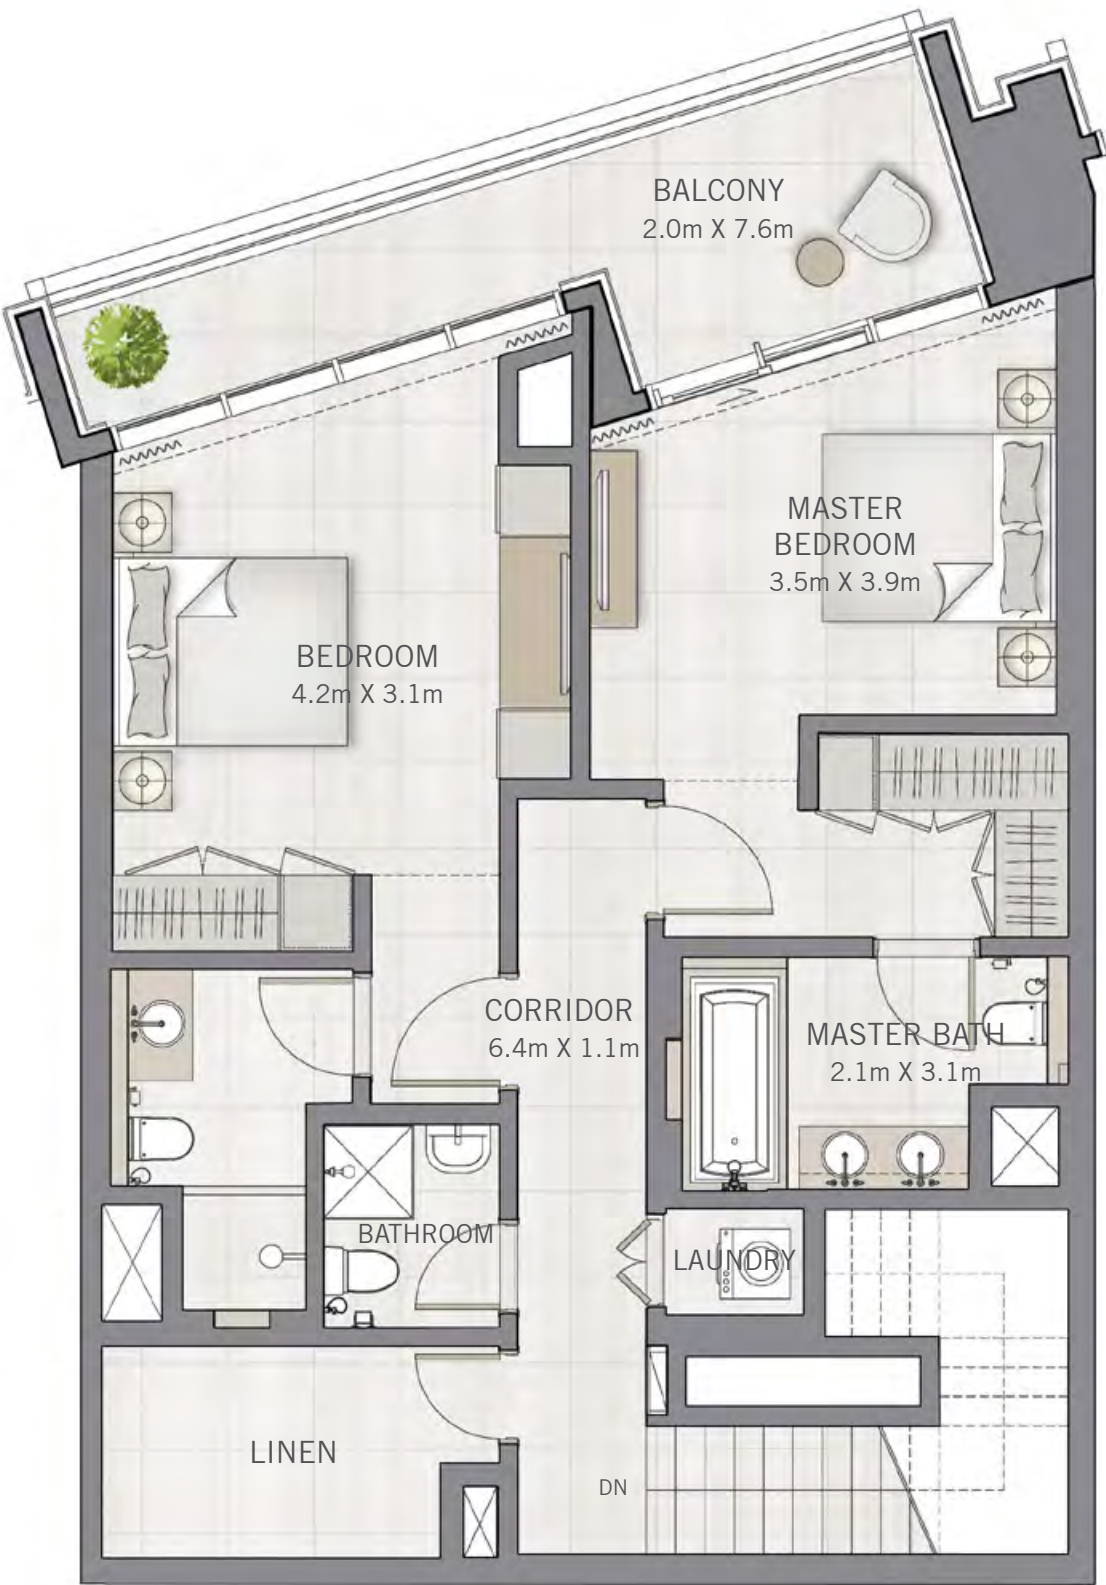 BALCONY
2.0m X 7.6m
MASTER
BEDROOM
3.5m X 3.9m
BEDROOM
4.2m X 3.1m
CORRIDOR
6.4m X 1.1m
MASTER BATH
2.1m X 3.1m
BATHROOM
LAUNDRY
LINEN
DN